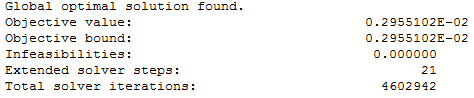 Global optimal solution found.
Objective value: 0.2955102E-02
Objective bound: 0.2955102E-02
Infeasibilities: 0.000000
Extended solver steps: 21
Total solver iterations: 4602942